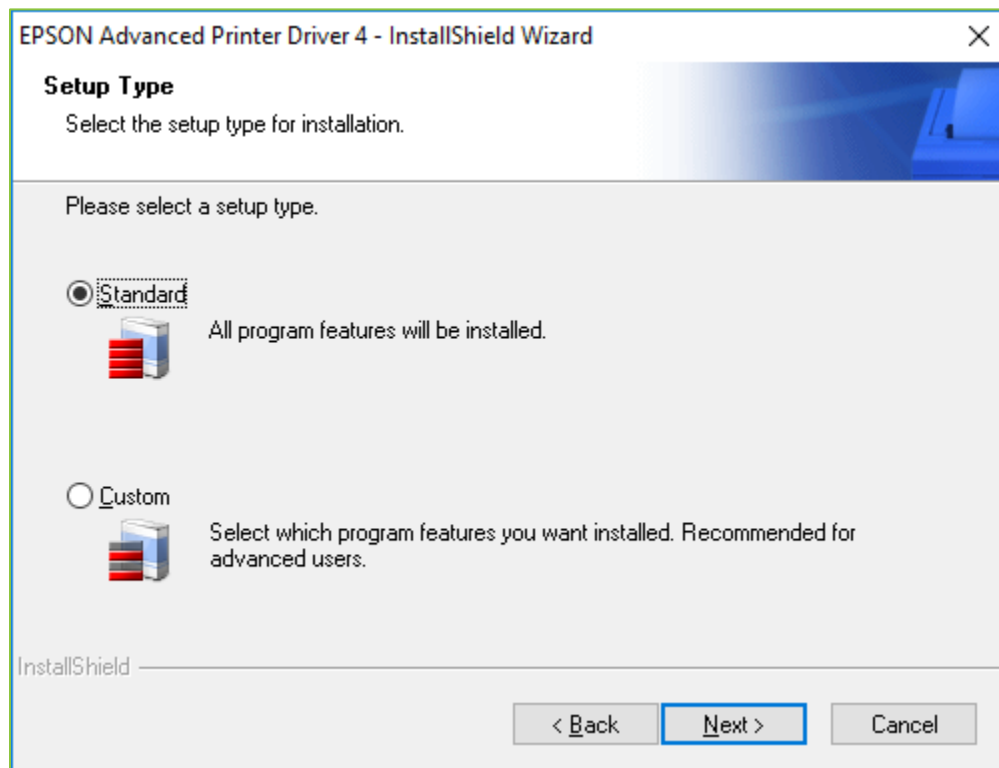 EPSON Advanced Printer Driver 4 - InstallShield Wizard
Setup Type
Select the setup type for installation.
Please select a setup type.
Standard
All program features will be installed.
Custom
Select which program features you want installed. Recommended for
advanced users.
InstallShield
< Back Next > Cancel